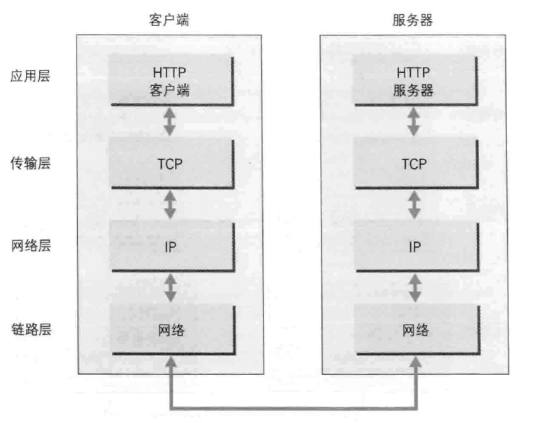 客户端 服务器
应用层 HTTP HTTP
客户端 服务器
传输层 TCP TCP
网络层 IP IP
链路层 网络 网络